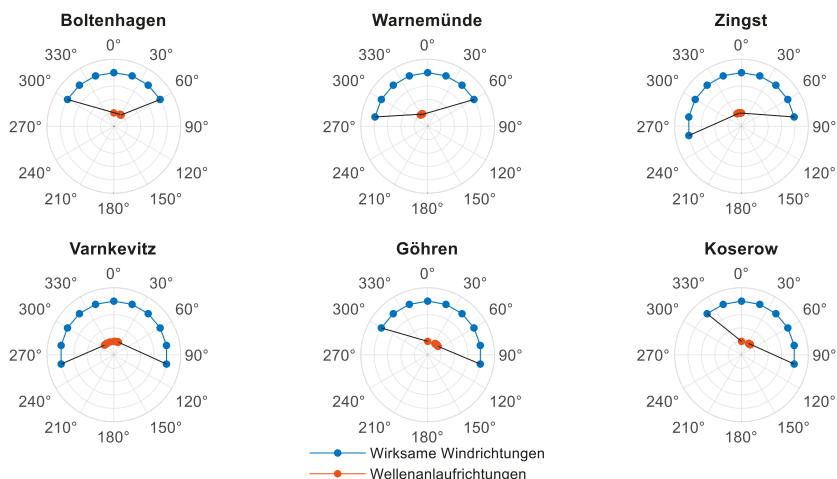 Boltenhagen Warnemünde Zingst
0° 0° 0°
330° 30° 330° 30° 330° 30°
300° 60° 300° 60° 300° 60°
270° 90° 270° 90° 270° 90°
240° 120° 240° 120° 240° 120°
210° 150° 210° 150° 210° 150°
180° 180° 180°
Varnkevitz Göhren Koserow
0° 0° 0°
330° 30° 330° 30° 330° 30°
300° 60° 300° 60° 300° 60°
270° 90° 270° 90° 270° 90°
240° 120° 240° 120° 240° 120°
210° 150° 210° 150° 210° 150°
180° 180° 180°
Wirksame Windrichtungen
Wellenanlaufrichtungen